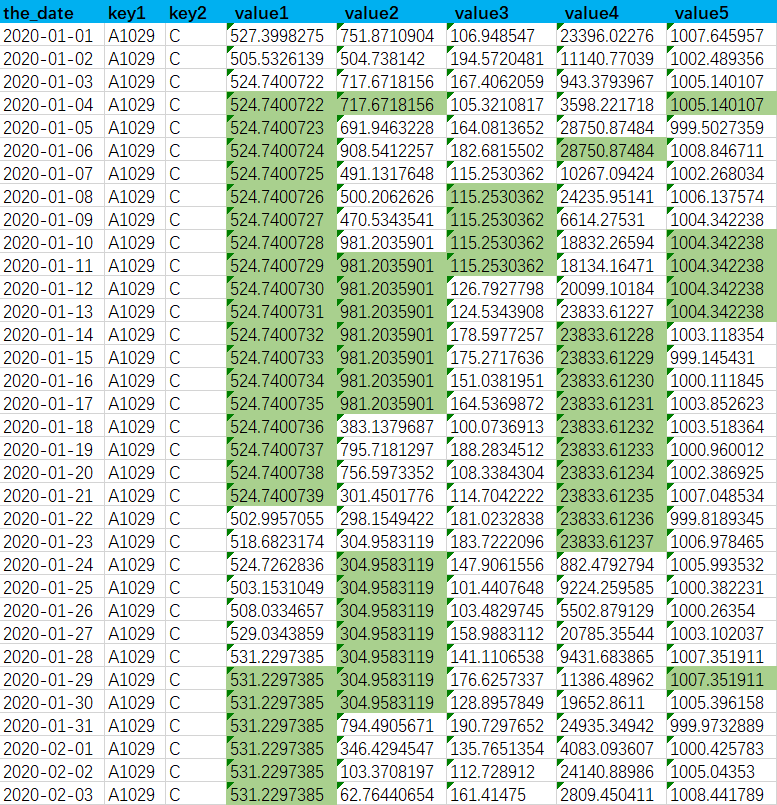 the_date key1 key2 value1 value2 value3 value4 value5
2020-01-01 A1029 C 527.3998275 751.8710904 106.948547 23396.02276 1007.645957
2020-01-02 A1029 C 505.5326139 504.738142 194.5720481 11140.77039 1002.489356
2020-01-03 A1029 C 524.7400722 717.6718156 167.4062059 943.3793967 1005.140107
2020-01-04 A1029 C 524.7400722 717.6718156 105.3210817 3598.221718 1005.140107
2020-01-05 A1029 C 524.7400723 691.9463228 164.0813652 28750.87484 999.5027359
2020-01-06 A1029 C 524.7400724 908.5412257 182.6815502 28750.87484 1008.846711
2020-01-07 A1029 C 524.7400725 491.1317648 115.2530362 10267.09424 1002.268034
2020-01-08 A1029 C 524.7400726 500.2062626 115.2530362 24235.95141 1006.137574
2020-01-09 A1029 C 524.7400727 470.5343541 115.2530362 6614.27531 1004.342238
2020-01-10 A1029 C 524.7400728 981.2035901 115.2530362 18832.26594 1004.342238
2020-01-11 A1029 C 524.7400729 981.2035901 115.2530362 18134.16471 1004.342238
2020-01-12 A1029 C 524.7400730 981.2035901 126.7927798 20099.10184 1004.342238
2020-01-13 A1029 C 524.7400731 981.2035901 124.5343908 23833.61227 1004.342238
2020-01-14 A1029 C 524.7400732 981.2035901 178.5977257 23833.61228 1003.118354
2020-01-15 A1029 C 524.7400733 981.2035901 175.2717636 23833.61229 999.145431
2020-01-16 A1029 C 524.7400734 981.2035901 151.0381951 23833.61230 1000.111845
2020-01-17 A1029 C 524.7400735 981.2035901 164.5369872 23833.61231 1003.852623
2020-01-18 A1029 C 524.7400736 383.1379687 100.0736913 23833.61232 1003.518364
2020-01-19 A1029 C 524.7400737 795.7181297 188.2834512 23833.61233 1000.960012
2020-01-20 A1029 C 524.7400738 756.5973352 108.3384304 23833.61234 1002.386925
2020-01-21 A1029 C 524.7400739 301.4501776 114.7042222 23833.61235 1007.048534
2020-01-22 A1029 C 502.9957055 298.1549422 181.0232838 23833.61236 999.8189345
2020-01-23 A1029 C 518.6823174 304.9583119 183.7222096 23833.61237 1006.978465
2020-01-24 A1029 C 524.7262836 304.9583119 147.9061556 882.4792794 1005.993532
2020-01-25 A1029 C 503.1531049 304.9583119 101.4407648 9224.259585 1000.382231
2020-01-26 A1029 C 508.0334657 304.9583119 103.4829745 5502.879129 1000.26354
2020-01-27 A1029 C 529.0343859 304.9583119 158.9883112 20785.35544 1003.102037
2020-01-28 A1029 C 531.2297385 304.9583119 141.1106538 9431.683865 1007.351911
2020-01-29 A1029 C 531.2297385 304.9583119 176.6257337 11386.48962 1007.351911
2020-01-30 A1029 C 531.2297385 304.9583119 128.8957849 19652.8611 1005.396158
2020-01-31 A1029 C 531.2297385 794.4905671 190.7297652 24935.34942 999.9732889
2020-02-01 A1029 C 531.2297385 346.4294547 135.7651354 4083.093607 1000.425783
2020-02-02 A1029 C 531.2297385 103.3708197 112.728912 24140.88986 1005.04353
2020-02-03 A1029 C 531.2297385 62.76440654 161.41475 2809.450411 1008.441789